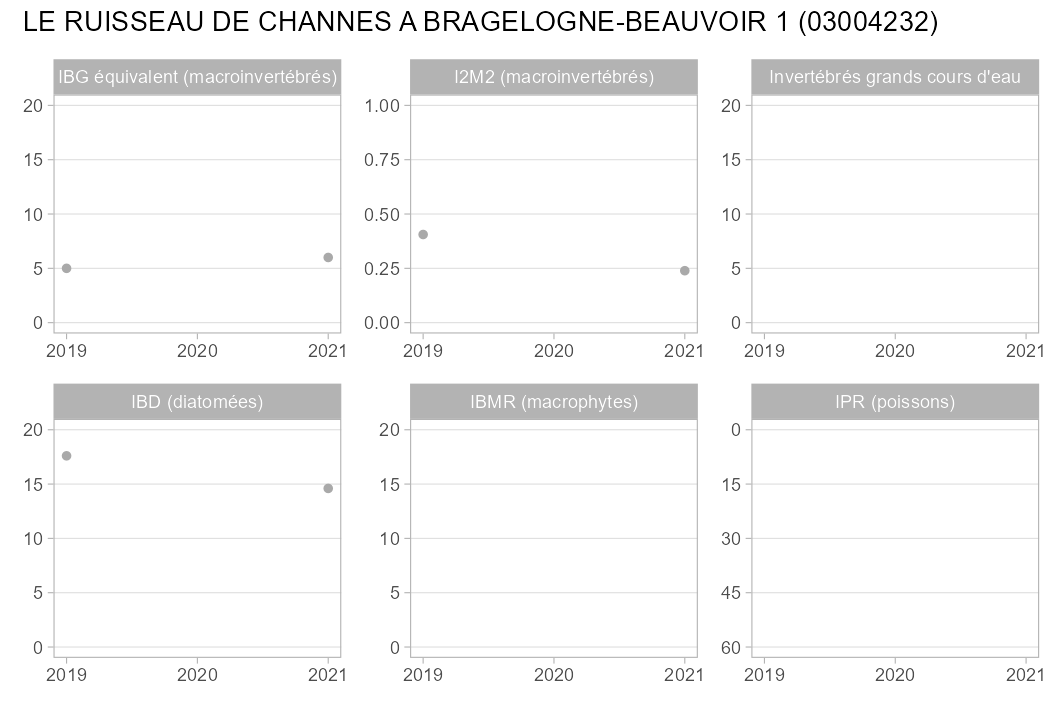 LE RUISSEAU DE CHANNES A BRAGELOGNE-BEAUVOIR 1 (03004232)
IBG équivalent (macroinvertébrés)
20
15
10
5
0
2019 2020 2021
I2M2 (macroinvertébrés)
1.00
0.75
0.50
0.25
0.00
2019 2020 2021
Invertébrés grands cours d'eau
20
15
10
5
0
2019 2020 2021
IBD (diatomées)
20
15
10
5
0
2019 2020 2021
IBMR (macrophytes)
20
15
10
5
0
2019 2020 2021
IPR (poissons)
0
15
30
45
60
2019 2020 2021